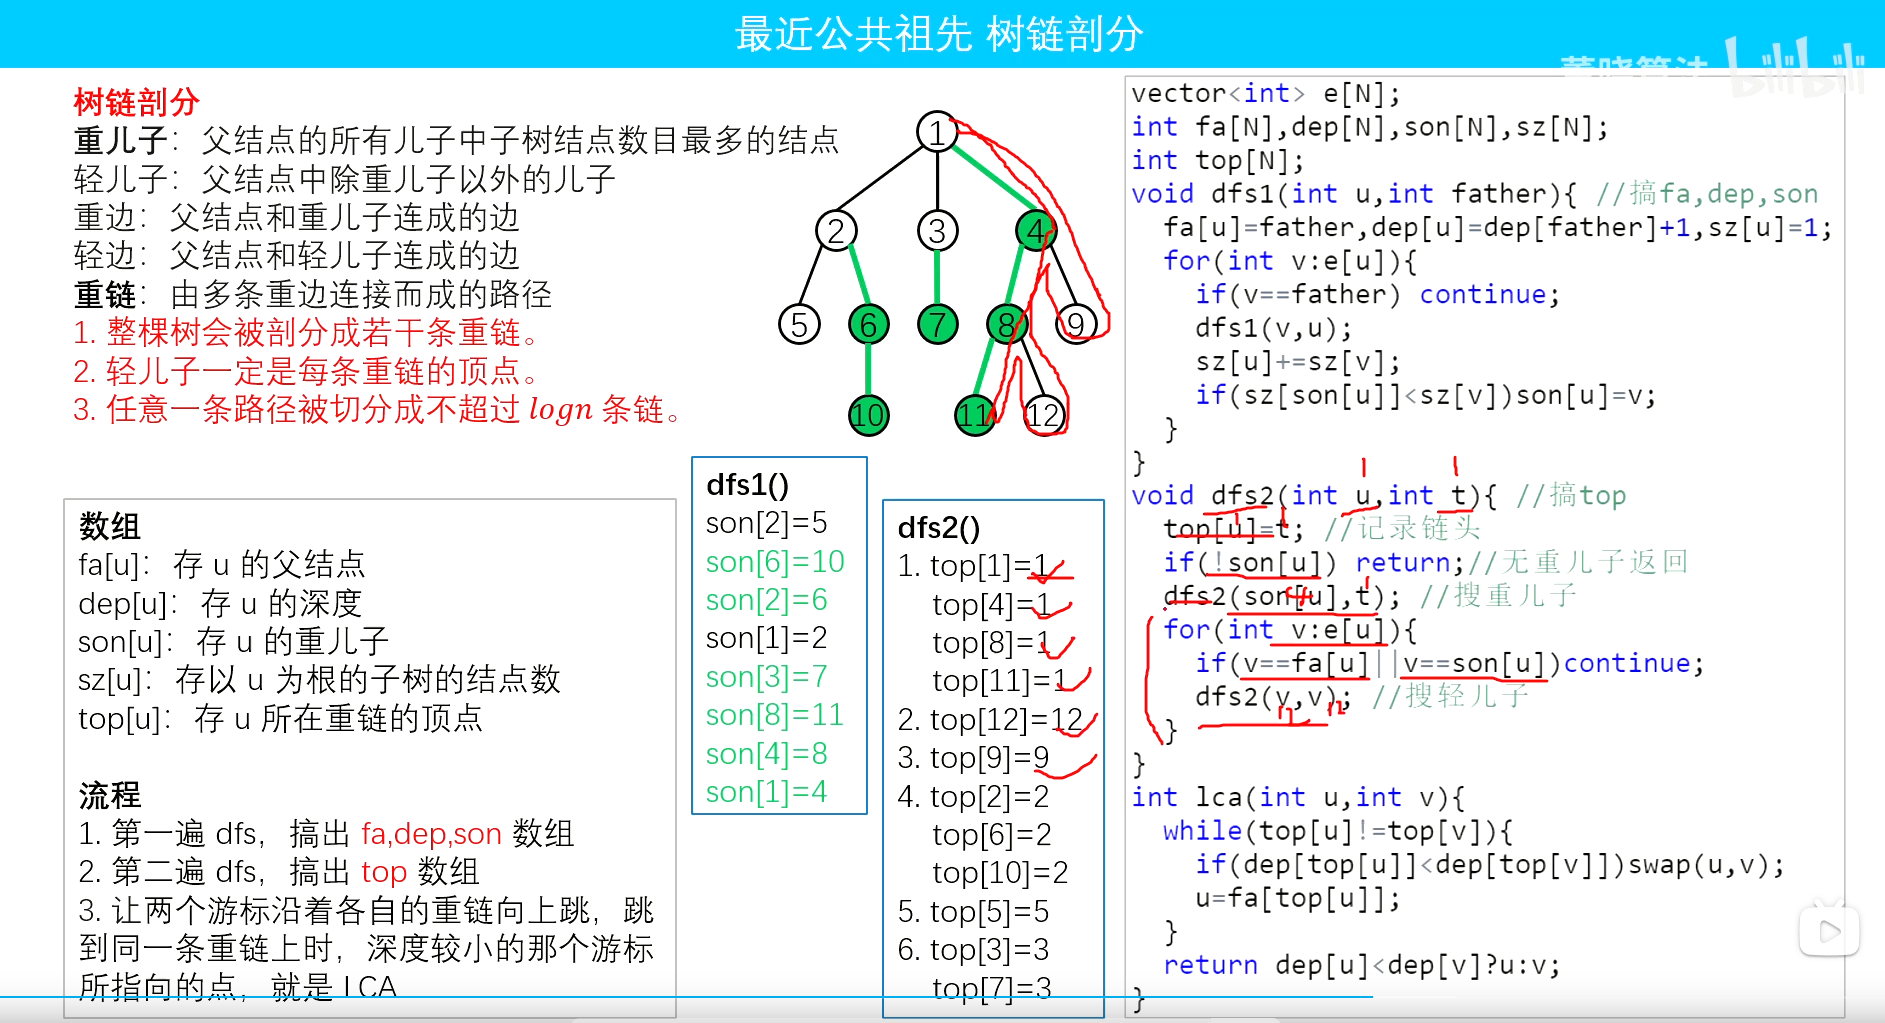 最近公共祖先 树链剖分
董晓算法 bilibili
树链剖分
重儿子：父结点的所有儿子中子树结点数目最多的结点
轻儿子：父结点中除重儿子以外的儿子
重边：父结点和重儿子连成的边
轻边：父结点和轻儿子连成的边
重链：由多条重边连接而成的路径
1. 整棵树会被剖分成若干条重链。
2. 轻儿子一定是每条重链的顶点。
3. 任意一条路径被切分成不超过 logn 条链。
1
2
3
4
5
6
7
8
9
10
11
12
数组
fa[u]：存 u 的父结点
dep[u]：存 u 的深度
son[u]：存 u 的重儿子
sz[u]：存以 u 为根的子树的结点数
top[u]：存 u 所在重链的顶点
流程
1. 第一遍 dfs，搞出 fa,dep,son 数组
2. 第二遍 dfs，搞出 top 数组
3. 让两个游标沿着各自的重链向上跳，跳
到同一条重链上时，深度较小的那个游标
所指向的点，就是 LCA
dfs1()
son[2]=5
son[6]=10
son[2]=6
son[1]=2
son[3]=7
son[8]=11
son[4]=8
son[1]=4
dfs2()
1. top[1]=1
top[4]=1
top[8]=1
top[11]=1
2. top[12]=12
3. top[9]=9
4. top[2]=2
top[6]=2
top[10]=2
5. top[5]=5
6. top[3]=3
top[7]=3
vector<int> e[N];
int fa[N],dep[N],son[N],sz[N];
int top[N];
void dfs1(int u,int father){ //搞fa,dep,son
fa[u]=father,dep[u]=dep[father]+1,sz[u]=1;
for(int v:e[u]){
if(v==father) continue;
dfs1(v,u);
sz[u]+=sz[v];
if(sz[son[u]]<sz[v])son[u]=v;
}
}
1 1
void dfs2(int u,int t){ //搞top
top[u]=t; //记录链头
if(!son[u]) return;//无重儿子返回
dfs2(son[u],t); //搜重儿子
for(int v:e[u]){
if(v==fa[u]||v==son[u])continue;
dfs2(v,v); //搜轻儿子
12 12
}
}
int lca(int u,int v){
while(top[u]!=top[v]){
if(dep[top[u]]<dep[top[v]])swap(u,v);
u=fa[top[u]];
}
return dep[u]<dep[v]?u:v;
}